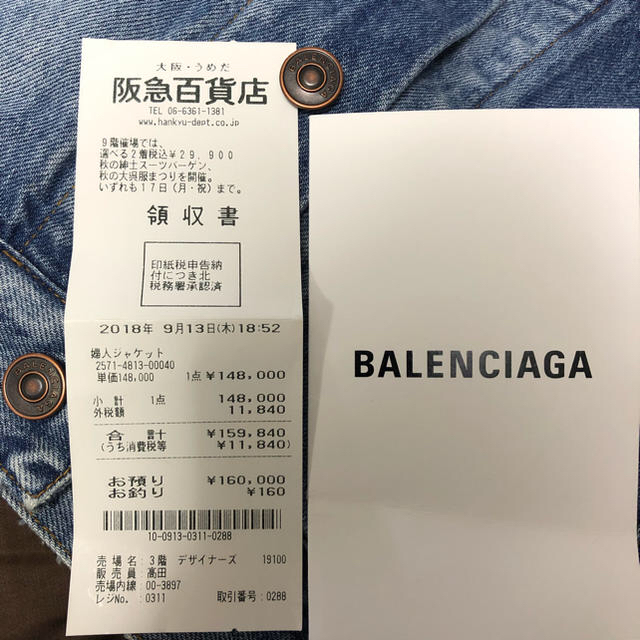 大阪・うめだ
阪急百貨店
TEL 06-6361-1381
www.hankyu-dept.co.jp
9階催場では、
選べる2着税込¥29,900
秋の紳士スーツバーゲン、
秋の大呉服まつりを開催。
いずれも17日(月・祝)まで。
領収書
印紙税申告納
付につき北
税務署承認済
2018年 9月13日(木)18:52
婦人ジャケット
2571-4813-00040
単価148,000 1点 ¥148,000
小 計 1点 148,000
外税額 11,840
合 計 ¥159,840
(うち消費税等 ¥11,840)
お預り ¥160,000
お釣り ¥160
10-0913-0311-0288
売 場 名:3階 デザイナーズ 19100
販 売 員:髙田
売場内線:00-3897
レジNo. :0311 取引番号:0288
BALENCIAGA
BALENCIAGA
BALENCIAGA